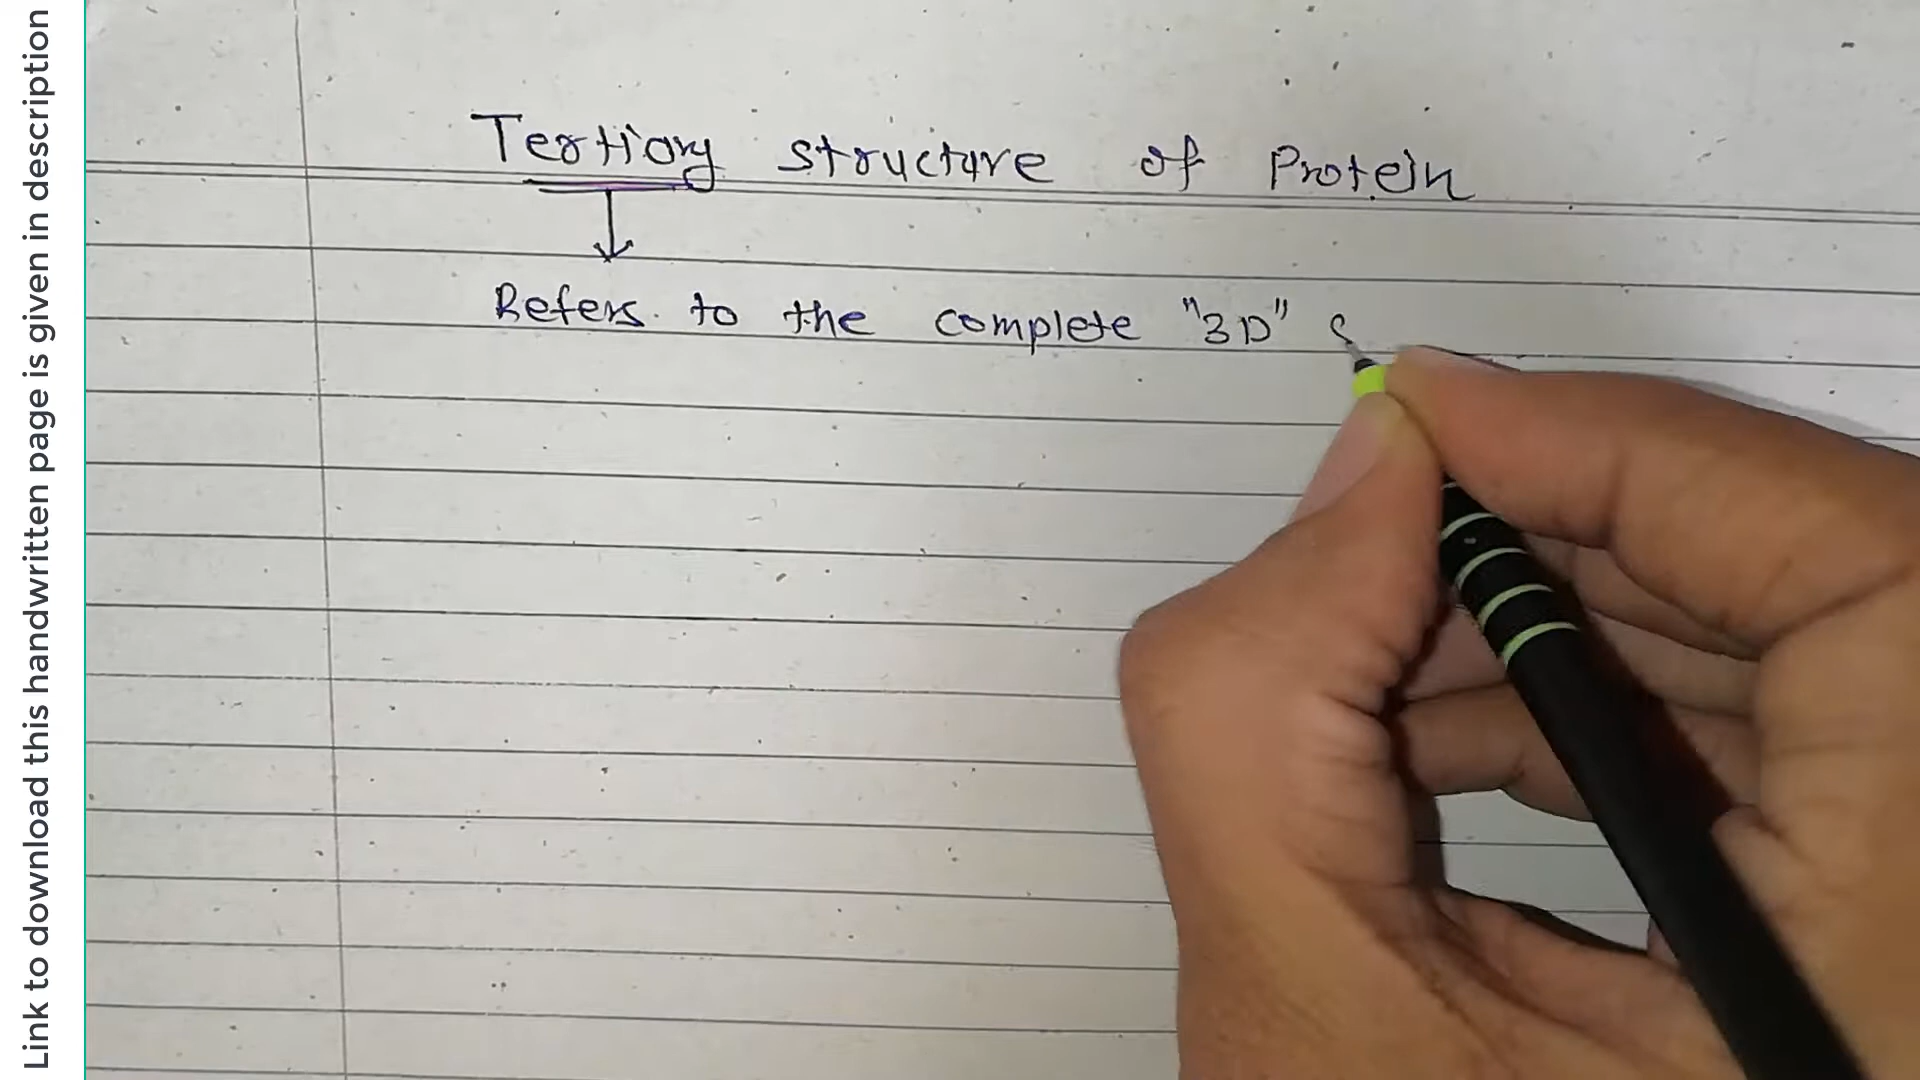 Link to download this handwritten page is given in description
Tertiary structure of Protein
Refers to the complete "3D" s